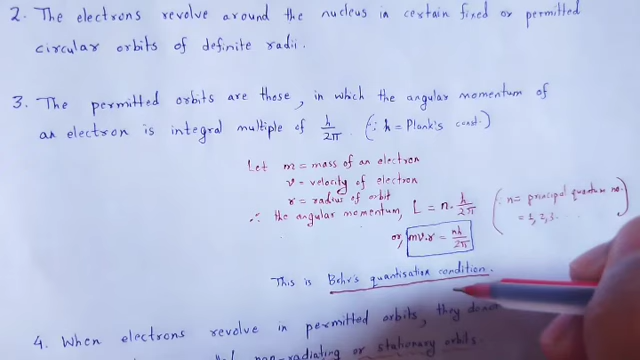 2. The electrons revolve around the nucleus in certain fixed or permitted
circular orbits of definite radii.
3. The permitted orbits are those, in which the angular momentum of
an electron is integral multiple of h/2π (∵ h = Plank's const.)
Let m = mass of an electron
v = velocity of electron
r = radius of orbit
∴ the angular momentum, L = n. h/2π (∵ n = principal quantum no.
= 1, 2, 3 . . . )
or, mv.r = nh/2π
This is Bohr's quantisation condition.
4. When electrons revolve in permitted orbits, they
non-radiating or stationary orbits.